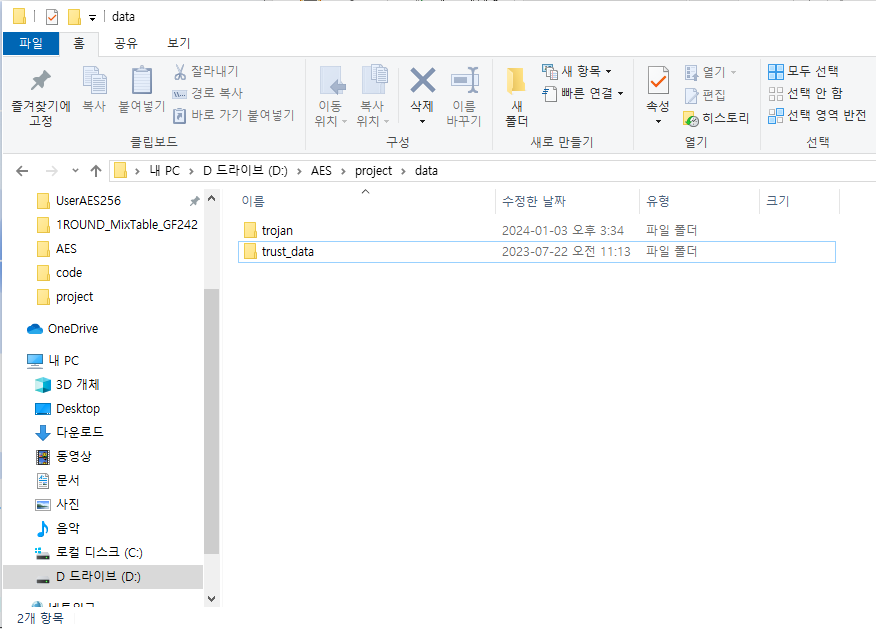 data
파일 홈 공유 보기
즐겨찾기에 고정
복사
붙여넣기
잘라내기
경로 복사
바로 가기 붙여넣기
클립보드
이동 위치
복사 위치
삭제
이름 바꾸기
구성
새 폴더
새 항목
빠른 연결
새로 만들기
속성
열기
편집
히스토리
열기
모두 선택
선택 안 함
선택 영역 반전
선택
내 PC > D 드라이브 (D:) > AES > project > data
UserAES256
1ROUND_MixTable_GF242
AES
code
project
OneDrive
내 PC
3D 개체
Desktop
다운로드
동영상
문서
사진
음악
로컬 디스크 (C:)
D 드라이브 (D:)
이름 수정한 날짜 유형 크기
trojan 2024-01-03 오후 3:34 파일 폴더
trust_data 2023-07-22 오전 11:13 파일 폴더
2개 항목